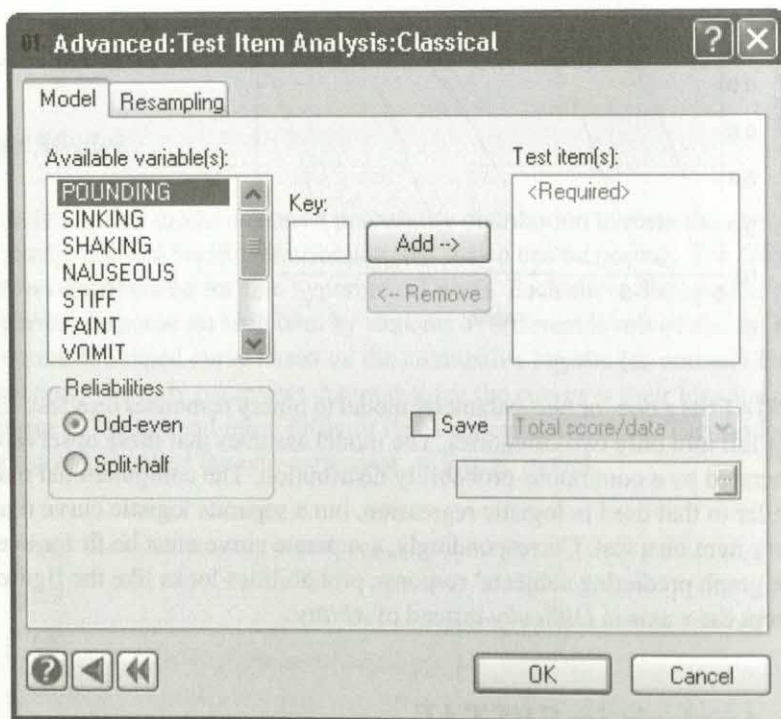 Advanced:Test Item Analysis:Classical
Model
Resampling
Available variable(s):
POUNDING
SINKING
SHAKING
NAUSEOUS
STIFF
FAINT
VOMIT
Key:
Add -->
<-- Remove
Test item(s):
<Required>
Reliabilities
Odd-even
Split-half
Save
Total score/data
OK
Cancel